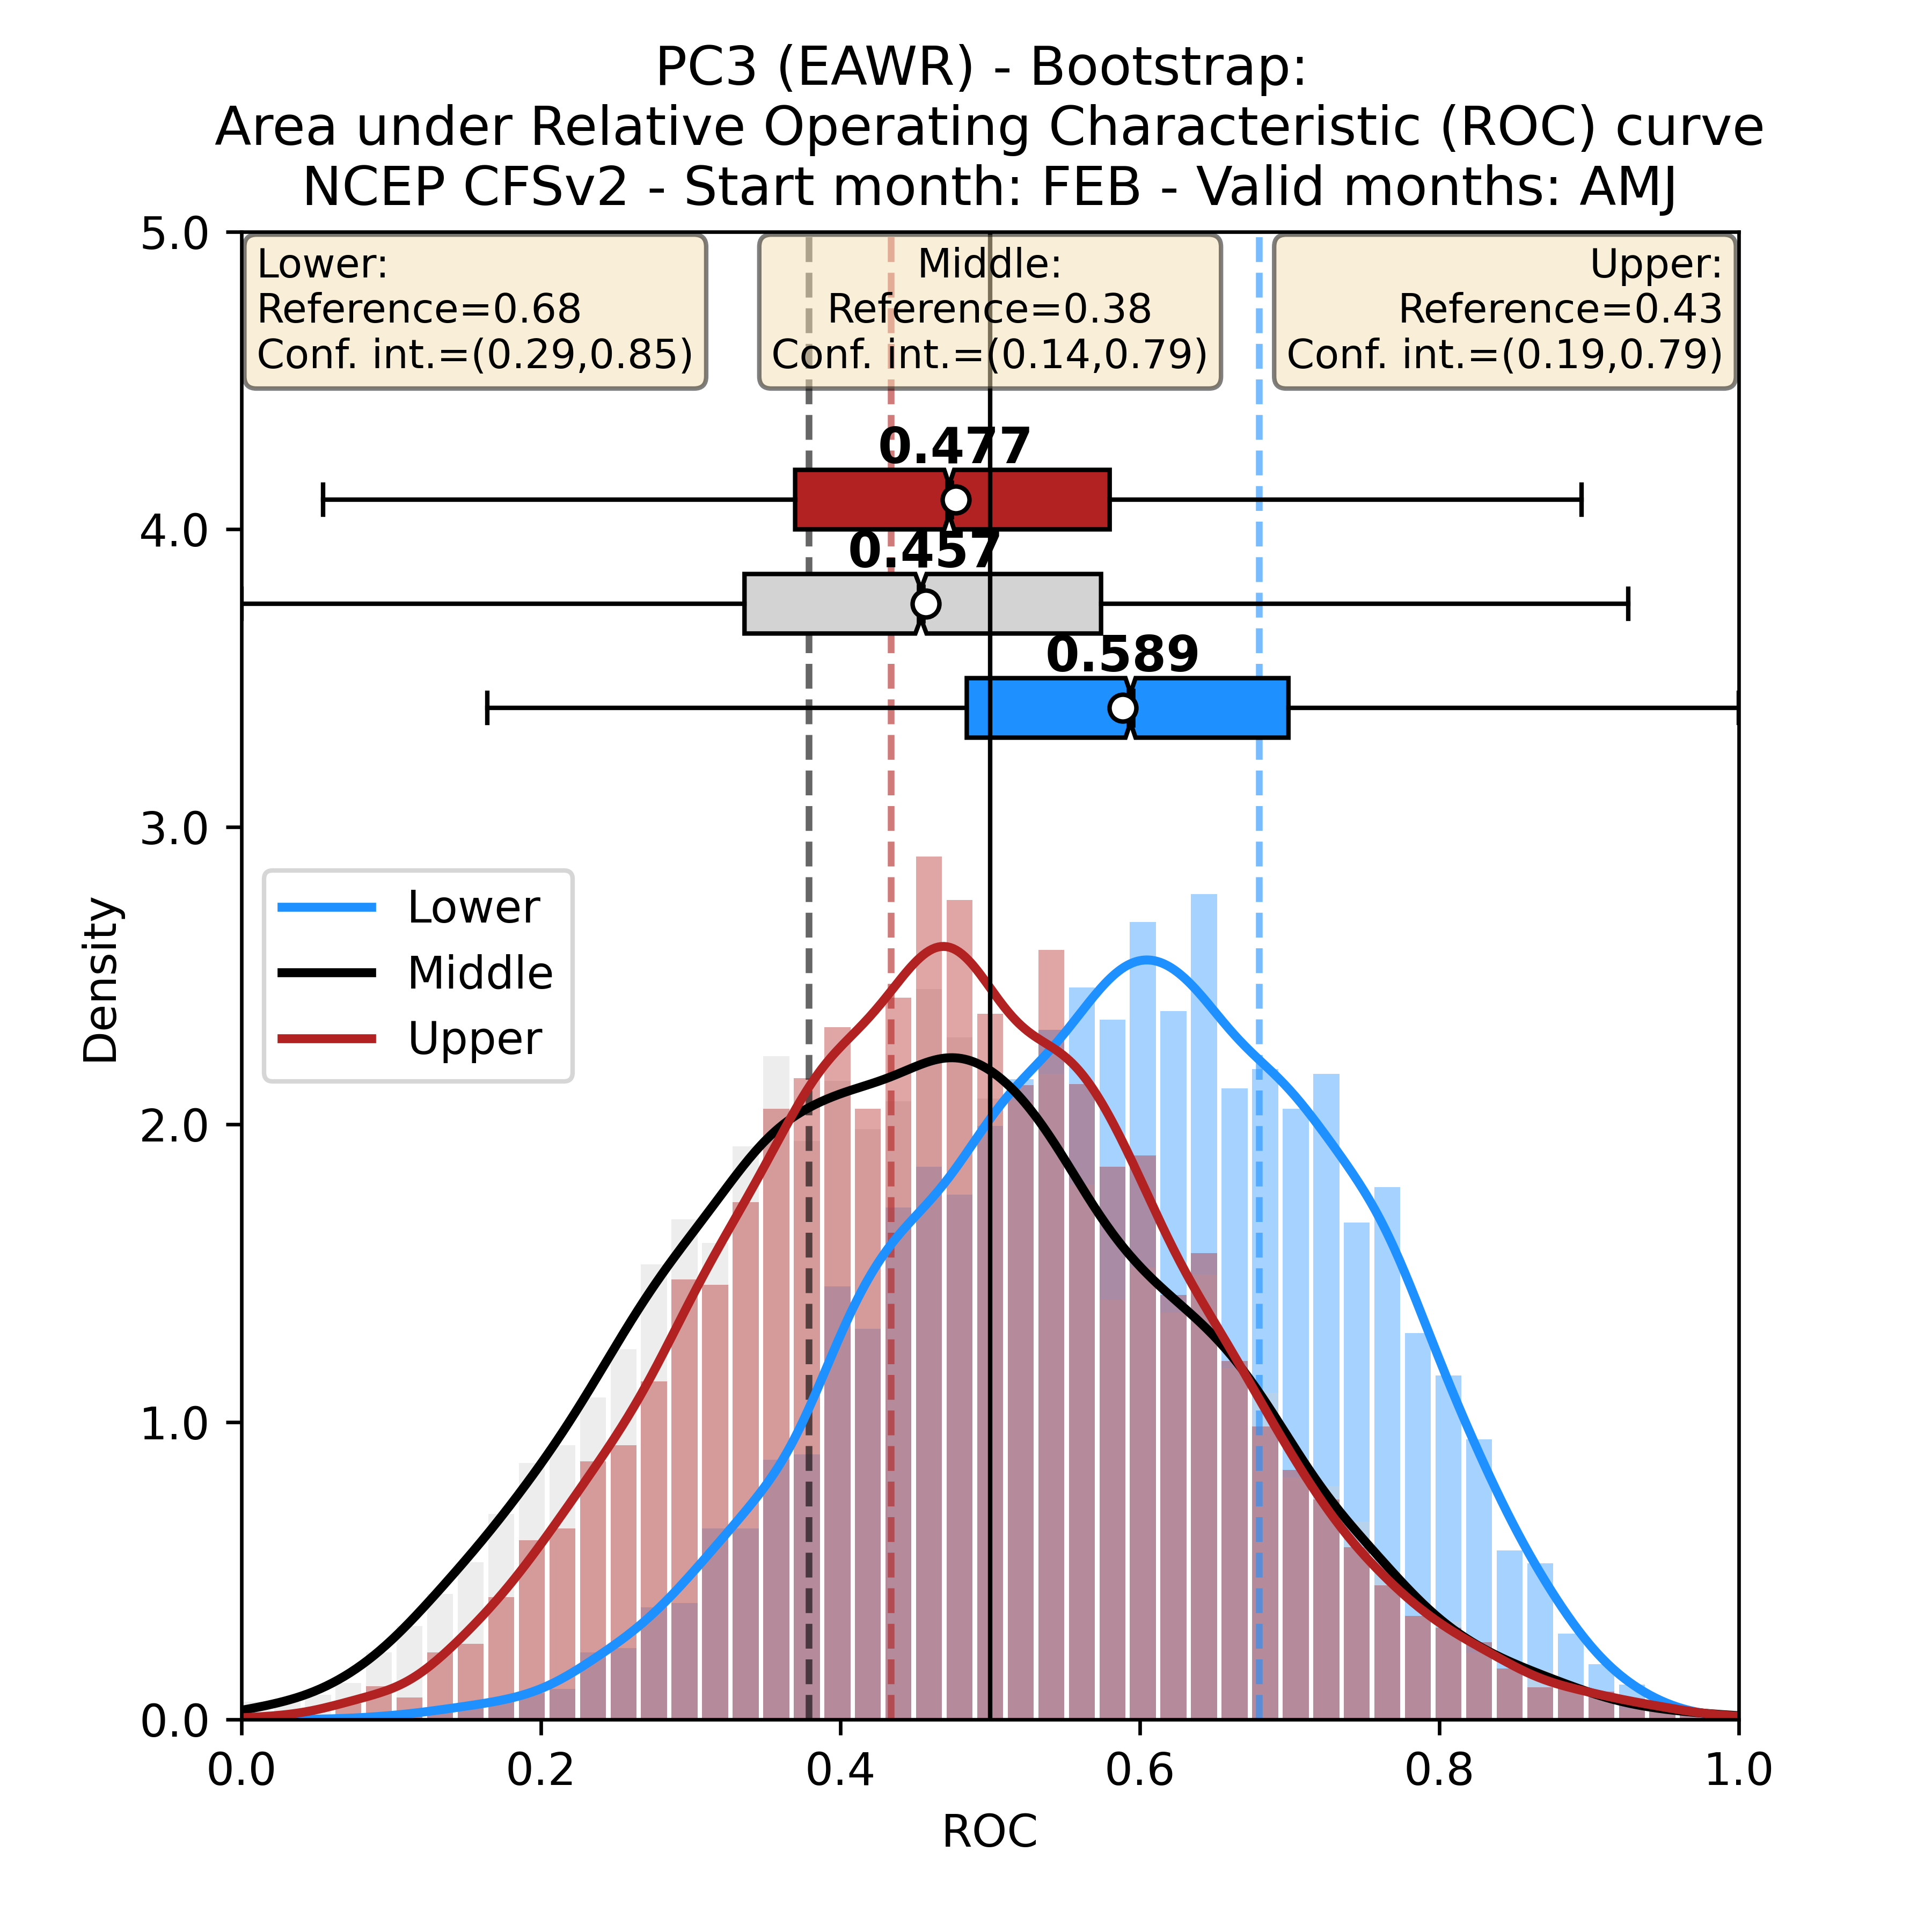 PC3 (EAWR) - Bootstrap:
Area under Relative Operating Characteristic (ROC) curve
NCEP CFSv2 - Start month: FEB - Valid months: AMJ
Lower:
Reference=0.68
Conf. int.=(0.29,0.85)
Middle:
Reference=0.38
Conf. int.=(0.14,0.79)
Upper:
Reference=0.43
Conf. int.=(0.19,0.79)
0.477
0.457
0.589
5.0
4.0
3.0
2.0
1.0
0.0
Density
Lower
Middle
Upper
0.0 0.2 0.4 0.6 0.8 1.0
ROC